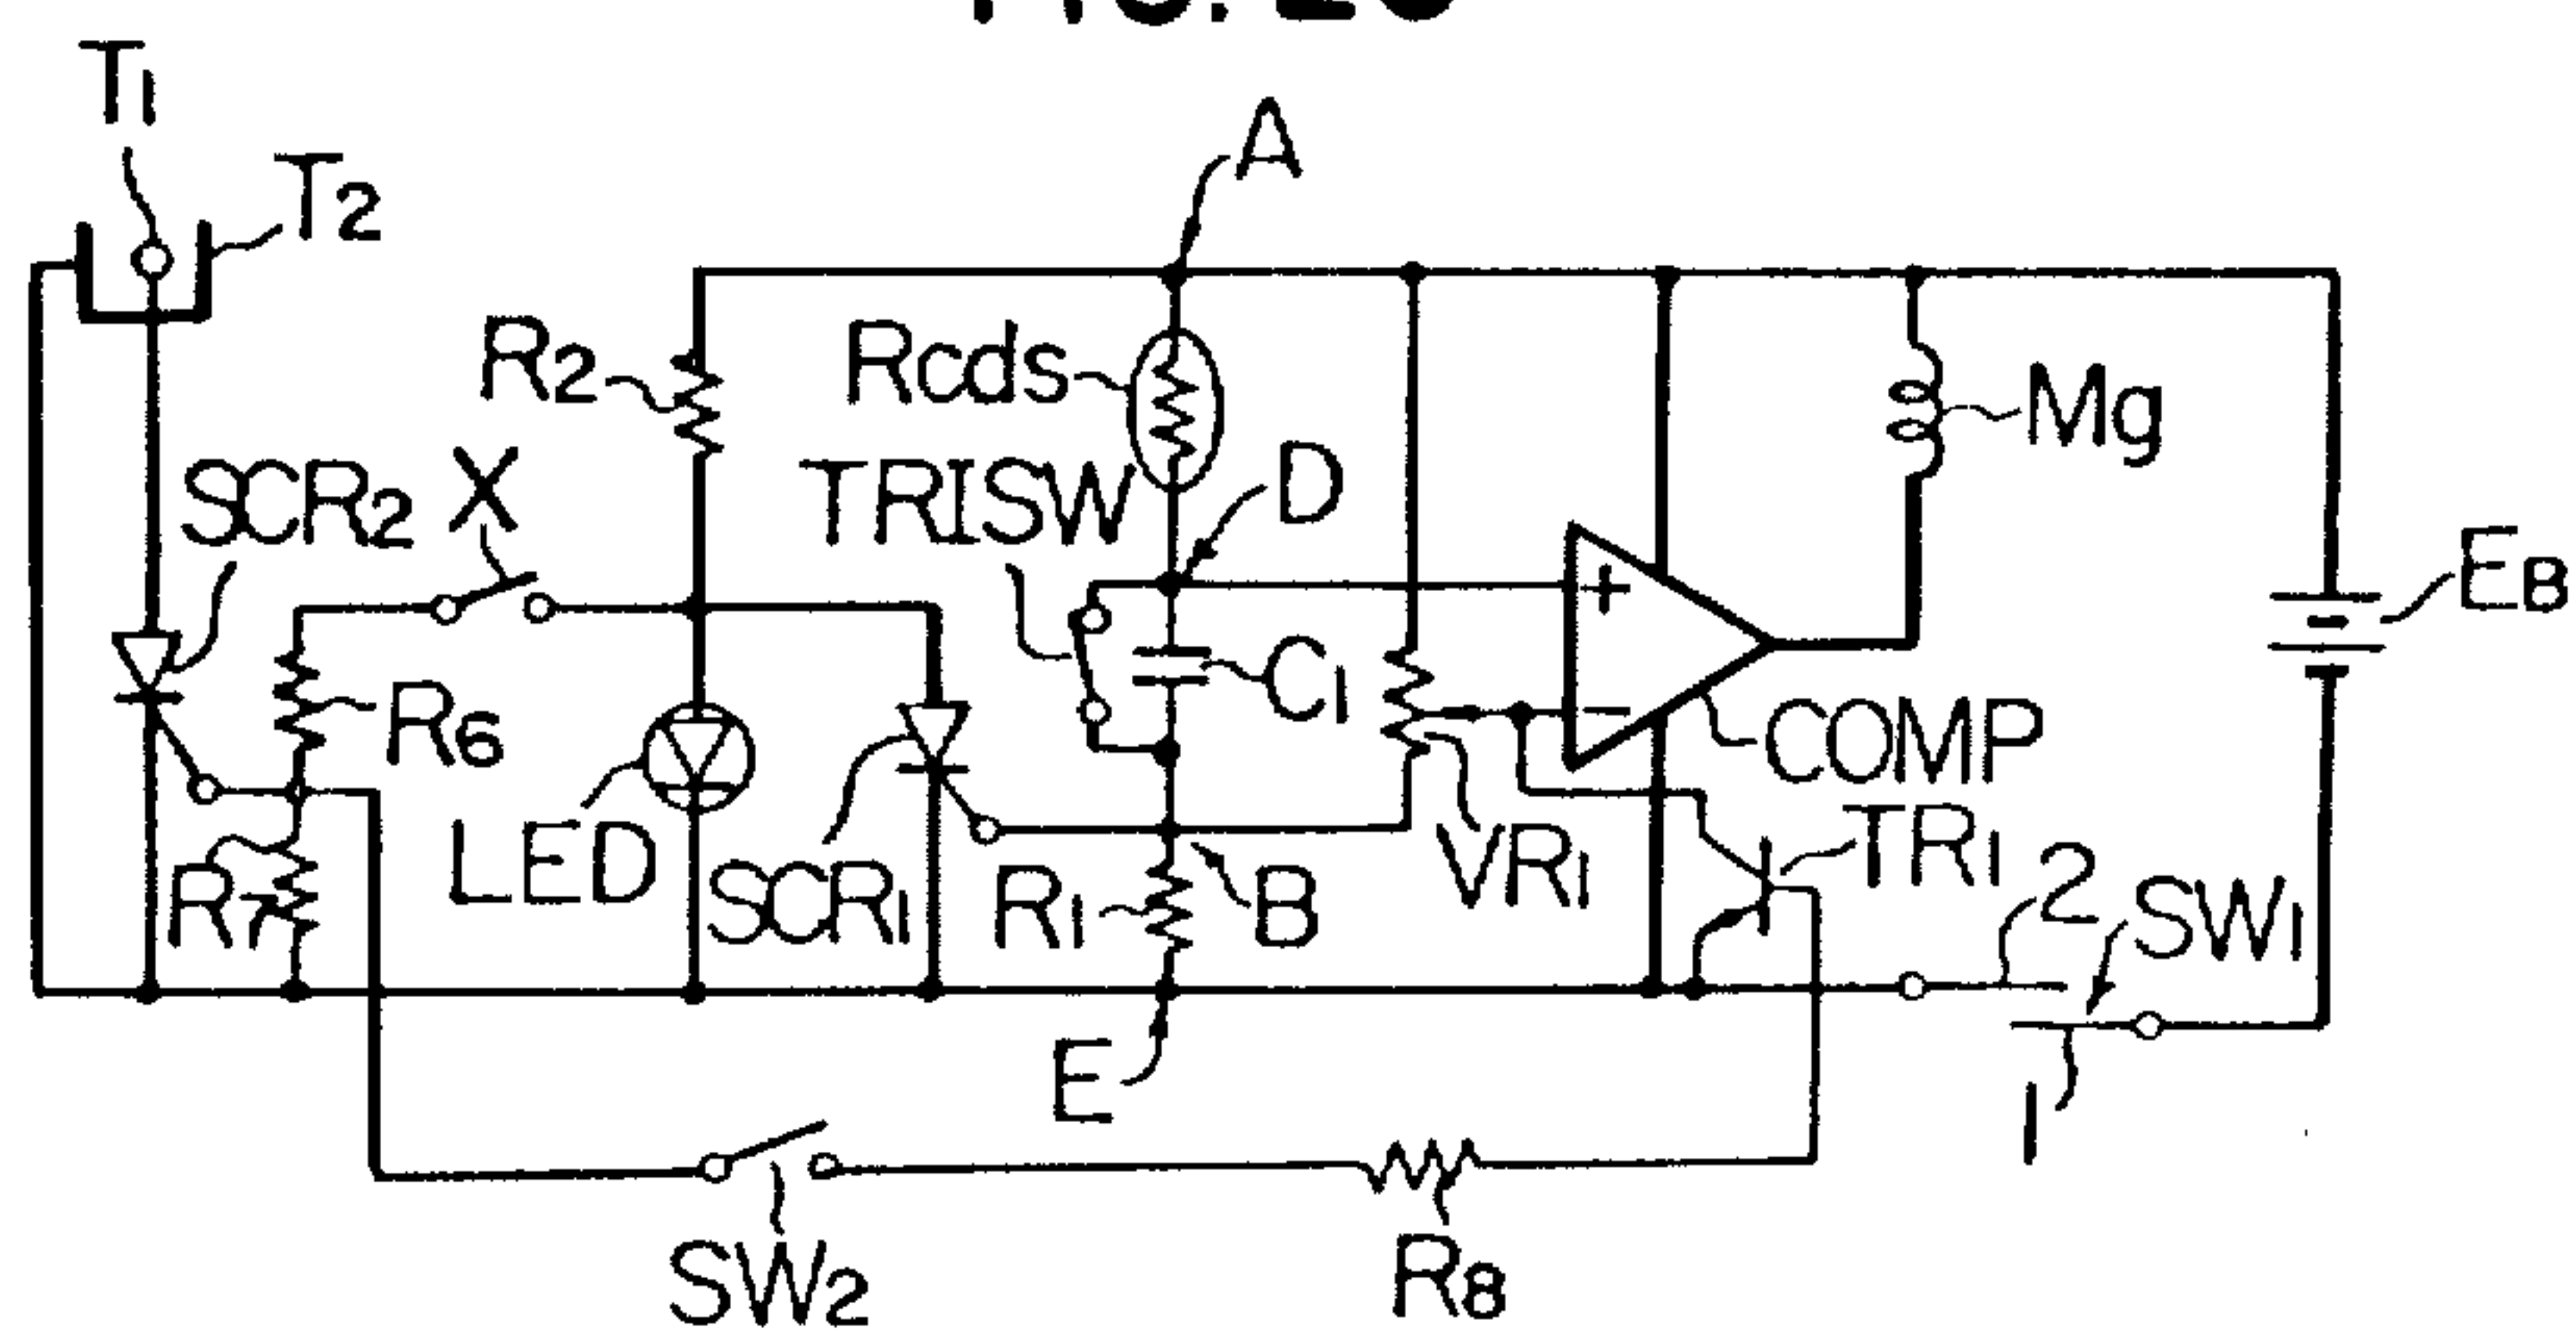 T1
T2
A
R2
Rcds
Mg
SCR2
X
TRISW
D
EB
+
C1
R6
−
COMP
LED
SCR1
R7
R1
B
VR1
TR1
2
SW1
E
1
SW2
R8